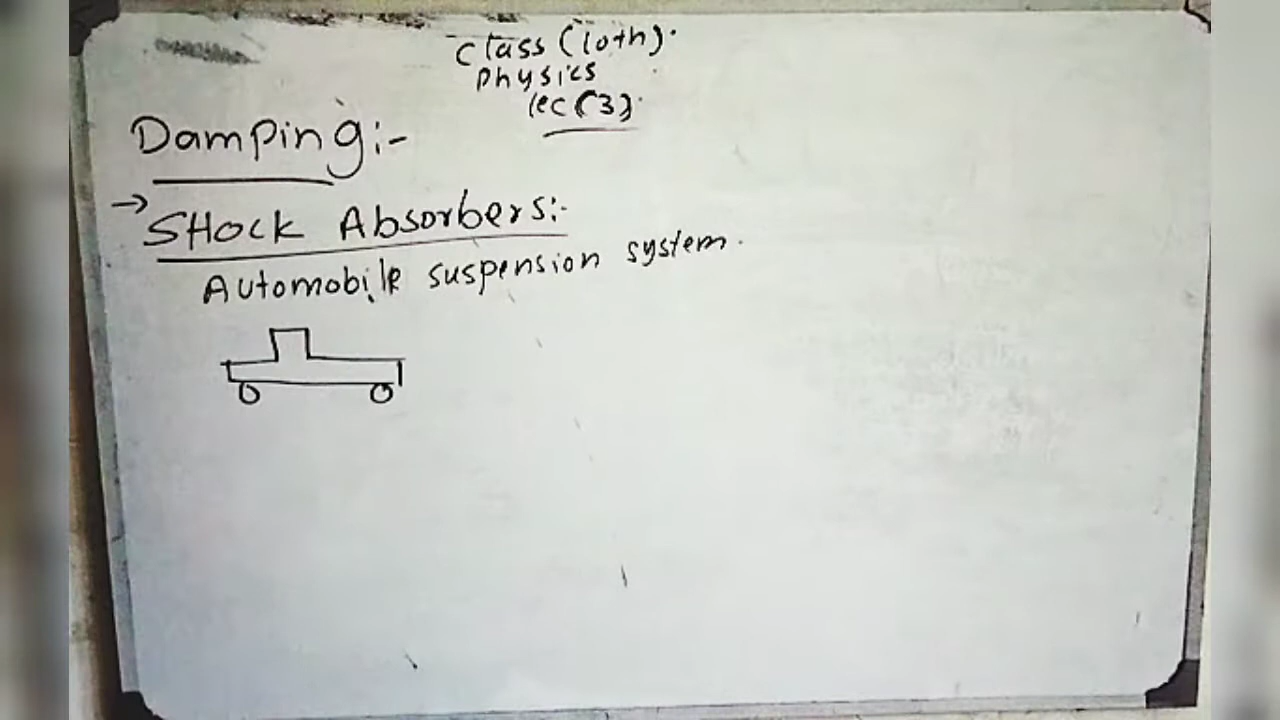 Class (10th).
Physics
lec (3).
Damping:-
→ SHock Absorbers:-
Automobile suspension system.